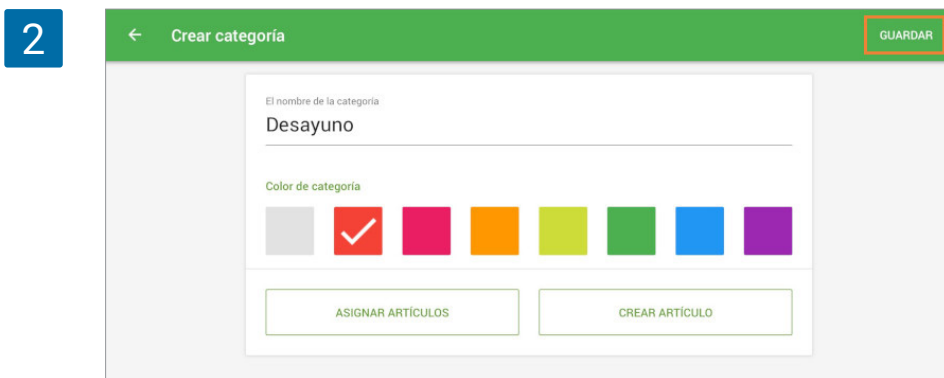 2
Crear categoría
GUARDAR
El nombre de la categoría
Desayuno
Color de categoría
ASIGNAR ARTÍCULOS
CREAR ARTÍCULO